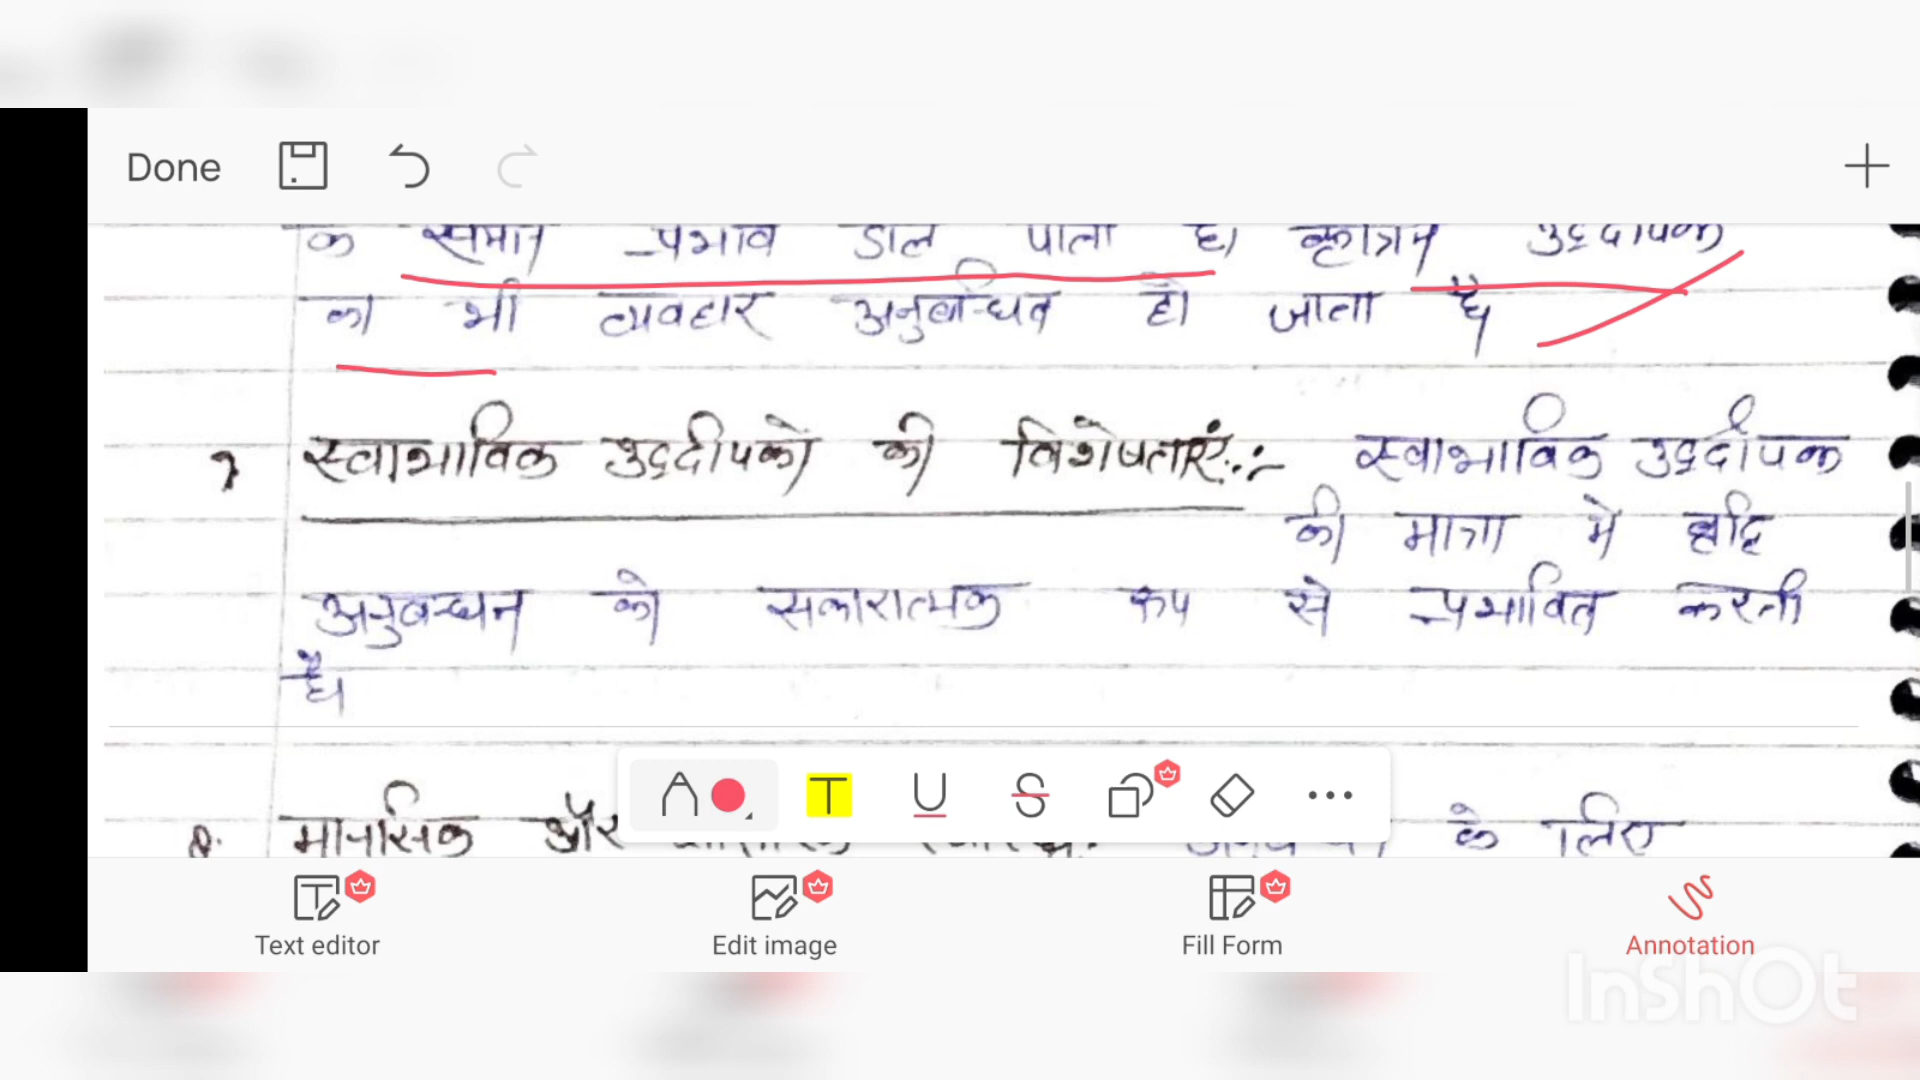 Done
के समान प्रभाव डाल पाता है। कृत्रिम उद्दीपक
का भी व्यवहार अनुबन्धित हो जाता है
7 स्वाभाविक उद्दीपको की विशेषताएं :- स्वाभाविक उद्दीपक
की मात्रा मे वृद्धि
अनुबन्धन को सकारात्मक रूप से प्रभावित करती
है।
8. मानसिक और के लिए
Text editor Edit image Fill Form Annotation
InShOt